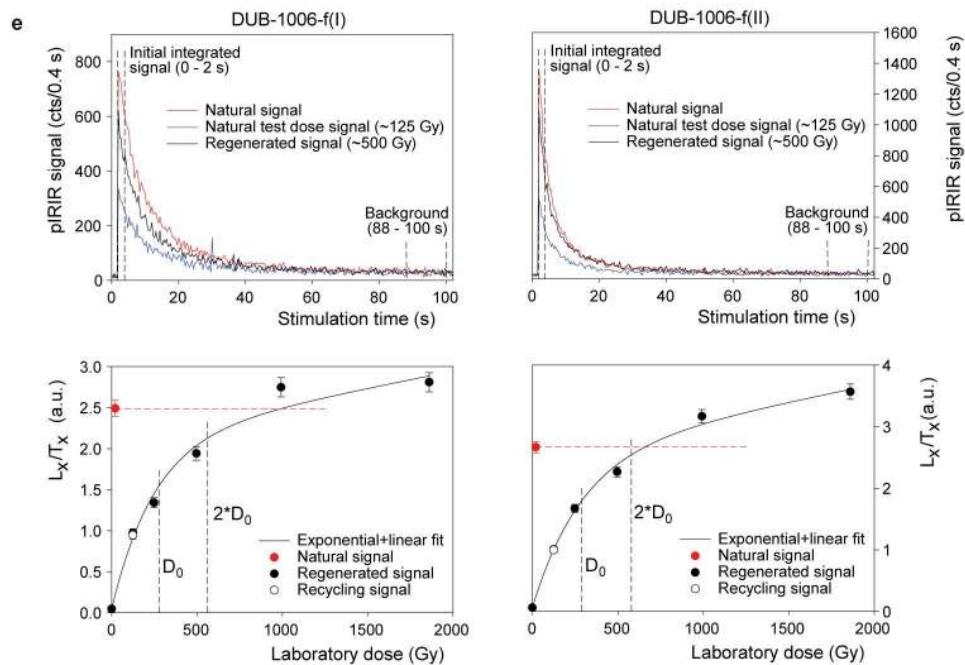 e
DUB-1006-f(I)
pIRIR signal (cts/0.4 s)
800
600
400
200
0
Initial integrated
signal (0 - 2 s)
Natural signal
Natural test dose signal (~125 Gy)
Regenerated signal (~500 Gy)
Background
(88 - 100 s)
0 20 40 60 80 100
Stimulation time (s)
DUB-1006-f(II)
Initial integrated
signal (0 - 2 s)
Natural signal
Natural test dose signal (~125 Gy)
Regenerated signal (~500 Gy)
Background
(88 - 100 s)
1600
1400
1200
1000
800
600
400
200
0
pIRIR signal (cts/0.4 s)
0 20 40 60 80 100
Stimulation time (s)
Lx/Tx (a.u.)
3.0
2.5
2.0
1.5
1.0
0.5
0.0
D0
2*D0
Exponential+linear fit
Natural signal
Regenerated signal
Recycling signal
0 500 1000 1500 2000
Laboratory dose (Gy)
D0
2*D0
Exponential+linear fit
Natural signal
Regenerated signal
Recycling signal
4
3
2
1
0
Lx/Tx(a.u.)
0 500 1000 1500 2000
Laboratory dose (Gy)